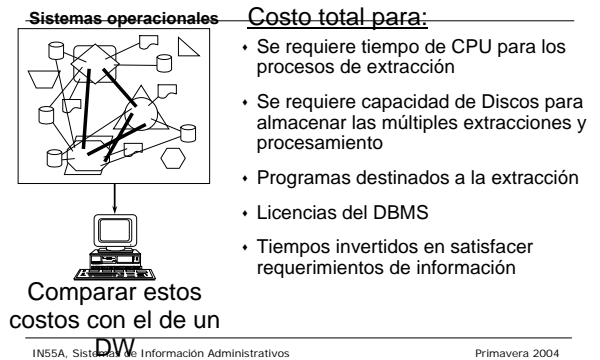 Sistemas operacionales
Costo total para:
Se requiere tiempo de CPU para los
procesos de extracción
Se requiere capacidad de Discos para
almacenar las múltiples extracciones y
procesamiento
Programas destinados a la extracción
Licencias del DBMS
Tiempos invertidos en satisfacer
requerimientos de información
Comparar estos
costos con el de un
DW
IN55A, Sistemas de Información Administrativos
Primavera 2004